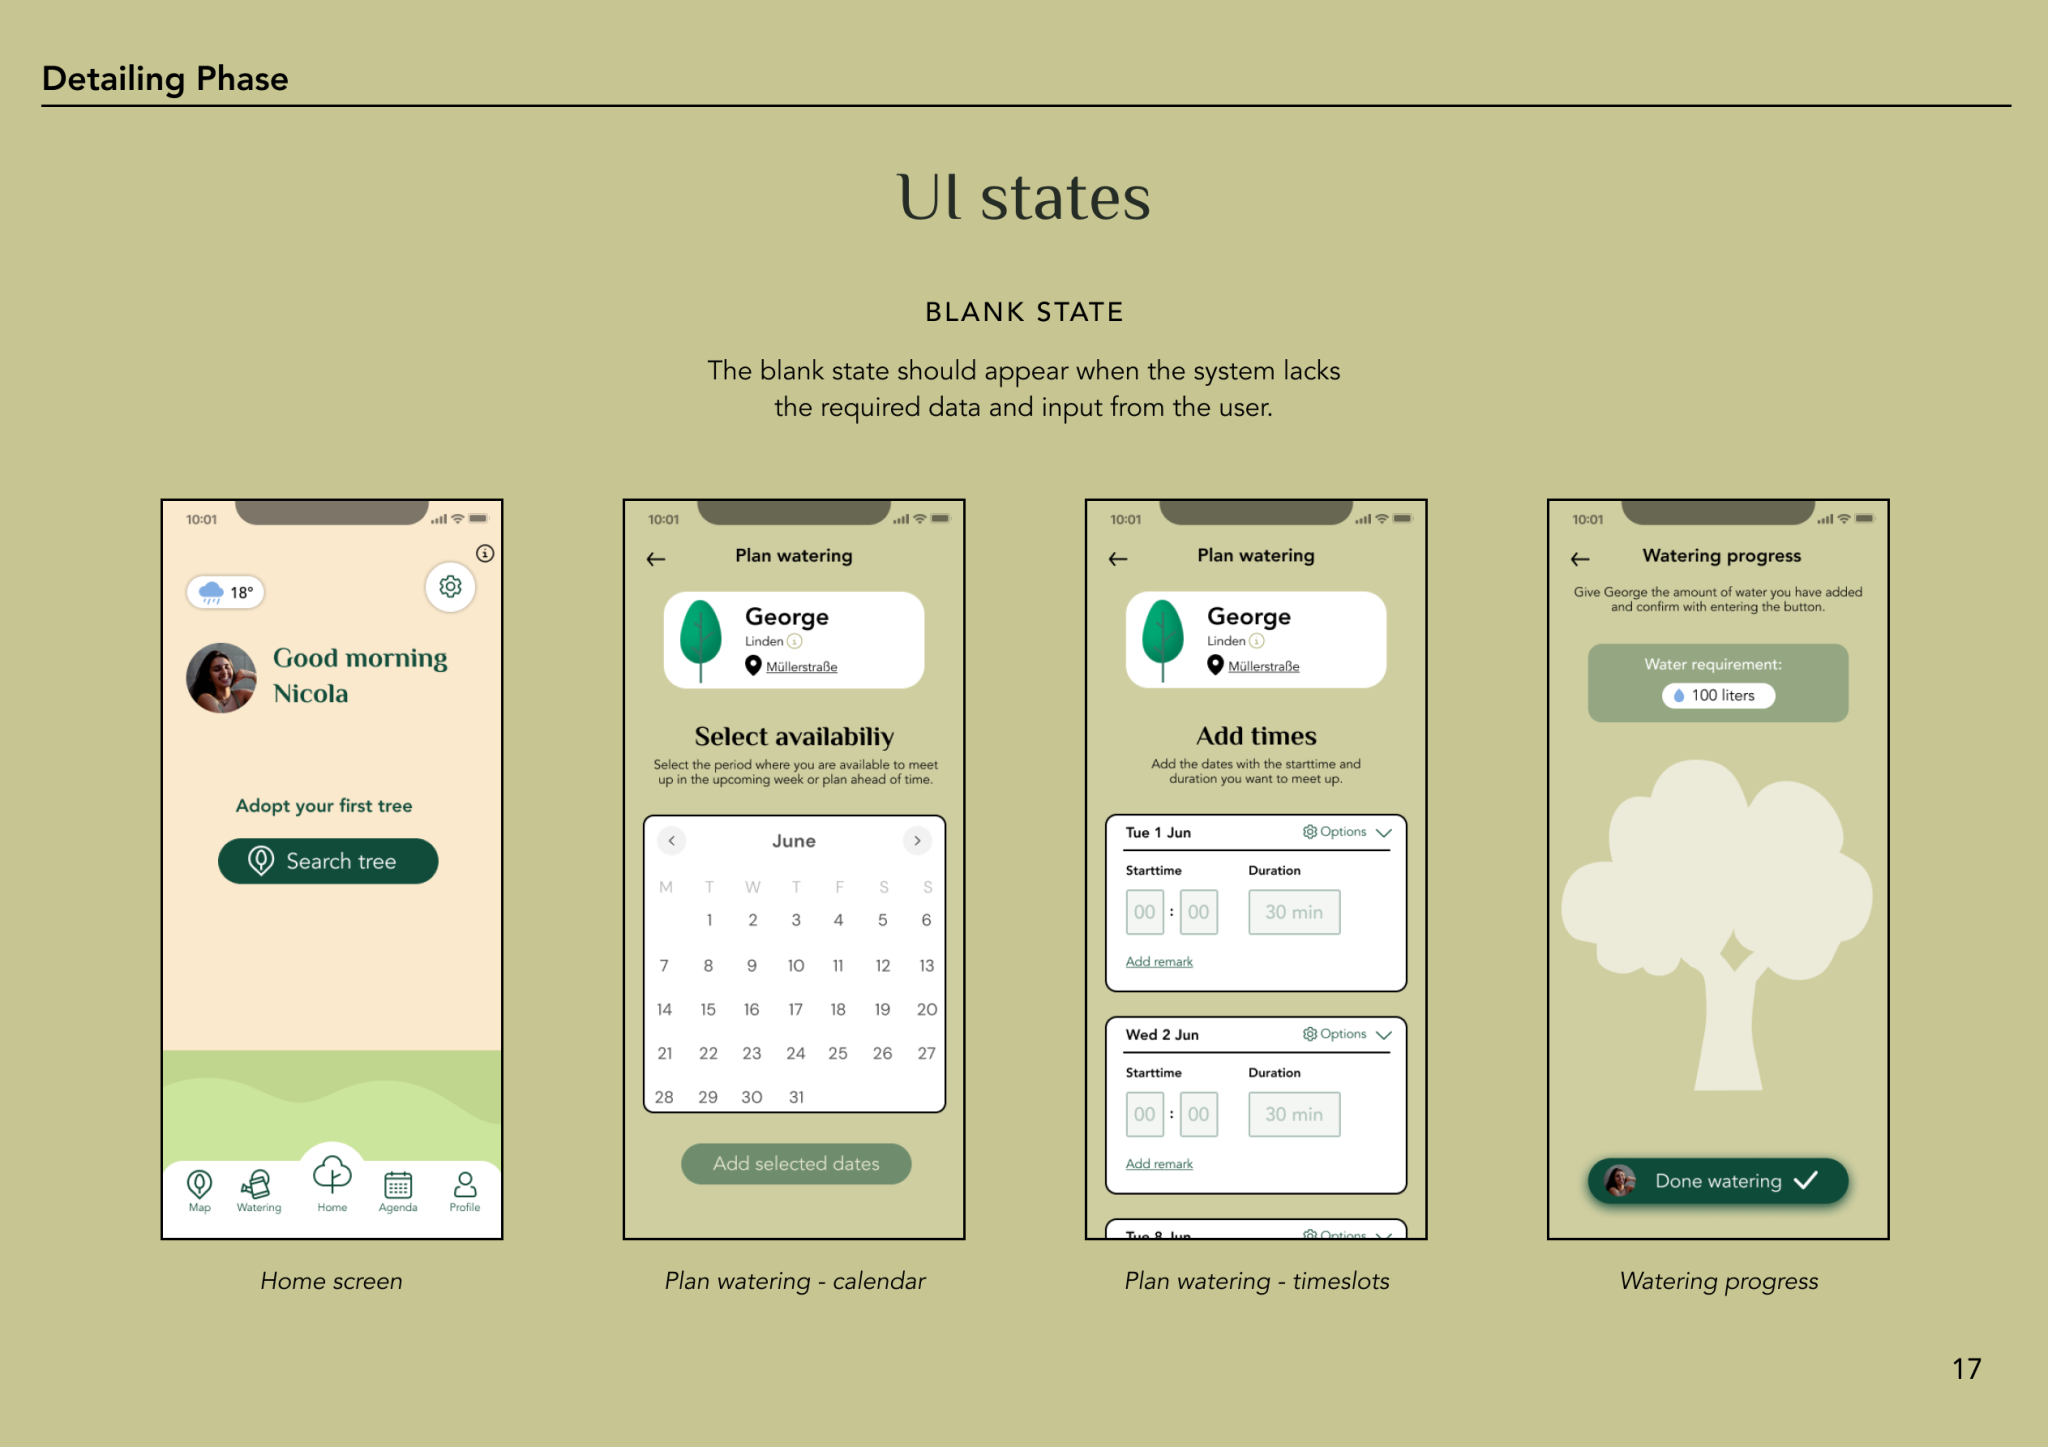 Detailing Phase
UI states
BLANK STATE
The blank state should appear when the system lacks
the required data and input from the user.
10:01
18°
Good morning
Nicola
Adopt your first tree
Search tree
Map Watering Home Agenda Profile
Home screen
10:01
Plan watering
George
Linden
Müllerstraße
Select availabiliy
Select the period where you are available to meet
up in the upcoming week or plan ahead of time.
June
M T W T F S S
1 2 3 4 5 6
7 8 9 10 11 12 13
14 15 16 17 18 19 20
21 22 23 24 25 26 27
28 29 30 31
Add selected dates
Plan watering - calendar
10:01
Plan watering
George
Linden
Müllerstraße
Add times
Add the dates with the starttime and
duration you want to meet up.
Tue 1 Jun Options
Starttime Duration
00 : 00 30 min
Add remark
Wed 2 Jun Options
Starttime Duration
00 : 00 30 min
Add remark
Tue 8 Jun Options
Plan watering - timeslots
10:01
Watering progress
Give George the amount of water you have added
and confirm with entering the button.
Water requirement:
100 liters
Done watering
Watering progress
17